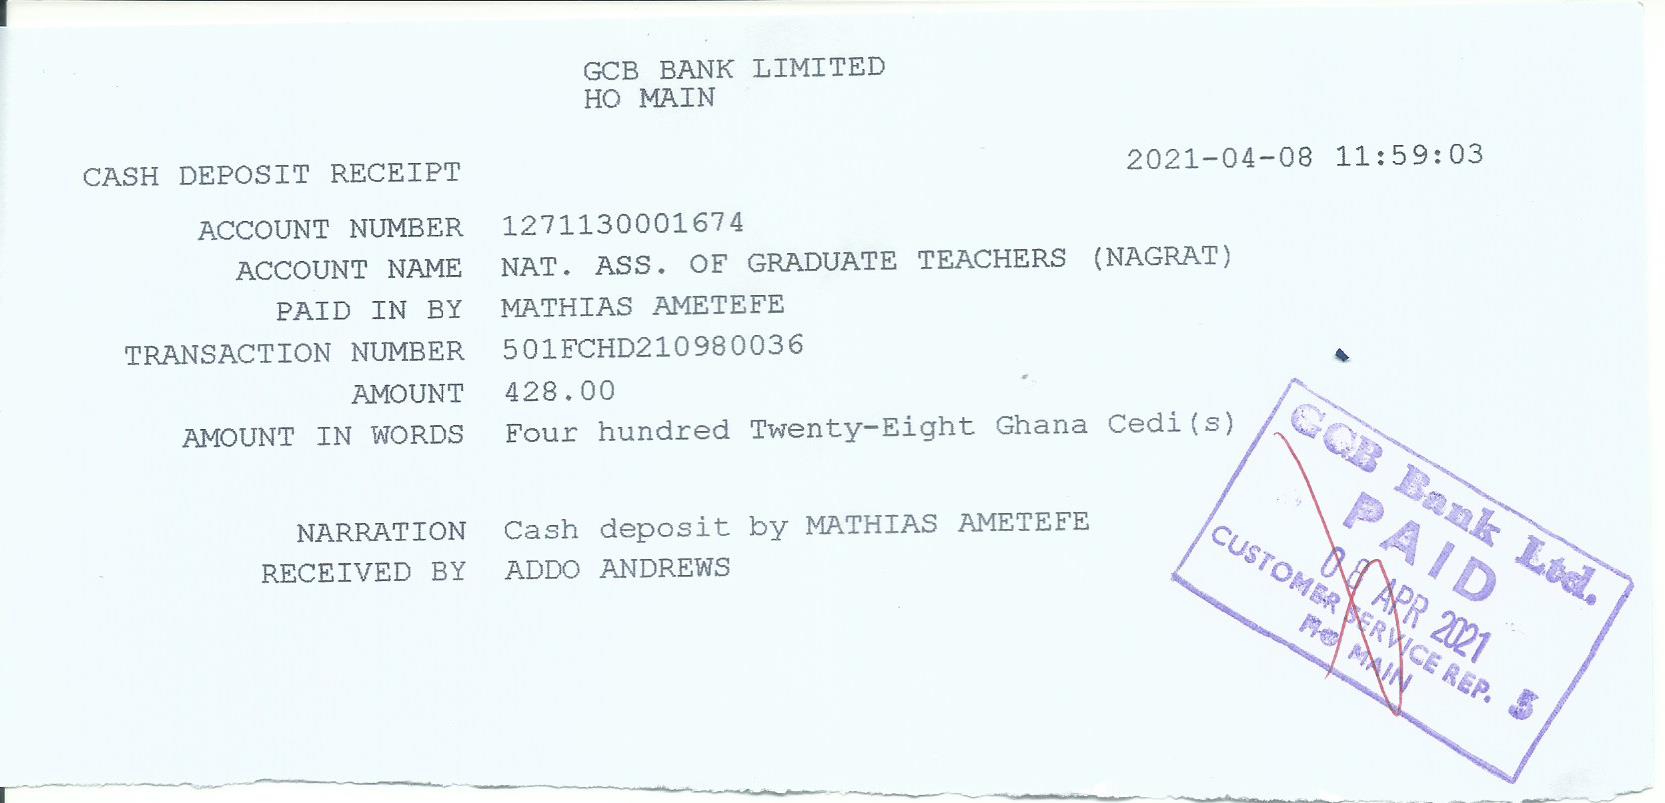 GCB BANK LIMITED
HO MAIN
2021-04-08 11:59:03
CASH DEPOSIT RECEIPT
ACCOUNT NUMBER 1271130001674
ACCOUNT NAME NAT. ASS. OF GRADUATE TEACHERS (NAGRAT)
PAID IN BY MATHIAS AMETEFE
TRANSACTION NUMBER 501FCHD210980036
AMOUNT 428.00
AMOUNT IN WORDS Four hundred Twenty-Eight Ghana Cedi(s)
NARRATION Cash deposit by MATHIAS AMETEFE
RECEIVED BY ADDO ANDREWS
GCB Bank Ltd.
PAID
08 APR 2021
CUSTOMER SERVICE REP. 5
HO MAIN